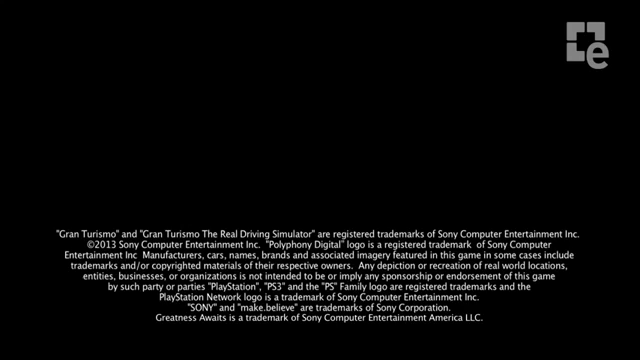 e
"Gran Turismo" and "Gran Turismo The Real Driving Simulator" are registered trademarks of Sony Computer Entertainment Inc.
©2013 Sony Computer Entertainment Inc. "Polyphony Digital" logo is a registered trademark of Sony Computer
Entertainment Inc Manufacturers, cars, names, brands and associated imagery featured in this game in some cases include
trademarks and/or copyrighted materials of their respective owners. Any depiction or recreation of real world locations,
entities, businesses, or organizations is not intended to be or imply any sponsorship or endorsement of this game
by such party or parties "PlayStation", "PS3" and the "PS" Family logo are registered trademarks and the
PlayStation Network logo is a trademark of Sony Computer Entertainment Inc.
"SONY" and "make.believe" are trademarks of Sony Corporation.
Greatness Awaits is a trademark of Sony Computer Entertainment America LLC.